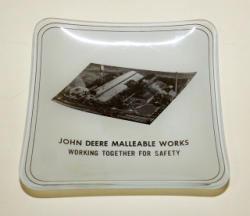 JOHN DEERE MALLEABLE WORKS
WORKING TOGETHER FOR SAFETY